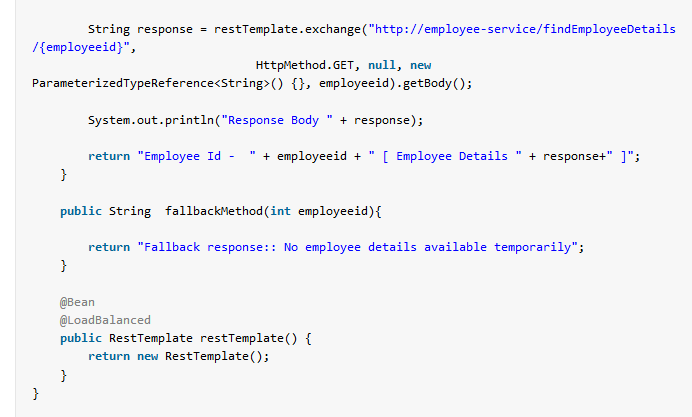 String response = restTemplate.exchange("http://employee-service/findEmployeeDetails
/{employeeid}",
HttpMethod.GET, null, new
ParameterizedTypeReference<String>() {}, employeeid).getBody();
System.out.println("Response Body " + response);
return "Employee Id -  " + employeeid + " [ Employee Details " + response+" ]";
}
public String  fallbackMethod(int employeeid){
return "Fallback response:: No employee details available temporarily";
}
@Bean
@LoadBalanced
public RestTemplate restTemplate() {
return new RestTemplate();
}
}